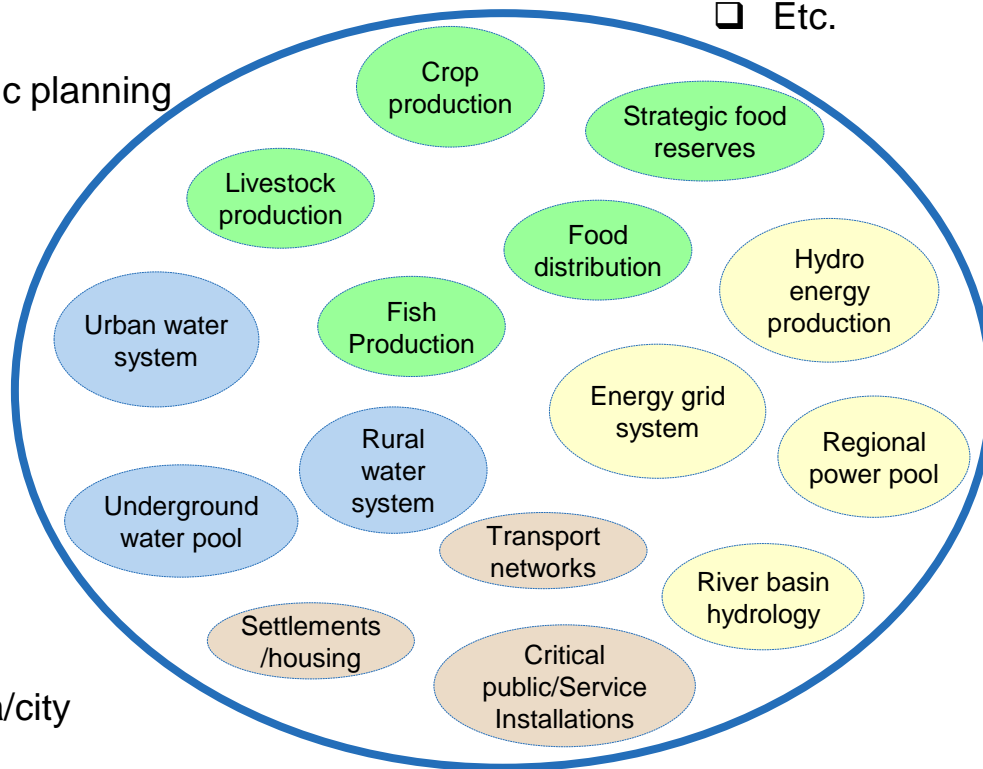 ❑ Etc.
c planning
Crop
production
Strategic food
reserves
Livestock
production
Food
distribution
Hydro
energy
production
Urban water
system
Fish
Production
Energy grid
system
Rural
water
system
Regional
power pool
Underground
water pool
Transport
networks
River basin
hydrology
Settlements
/housing
Critical
public/Service
Installations
/city